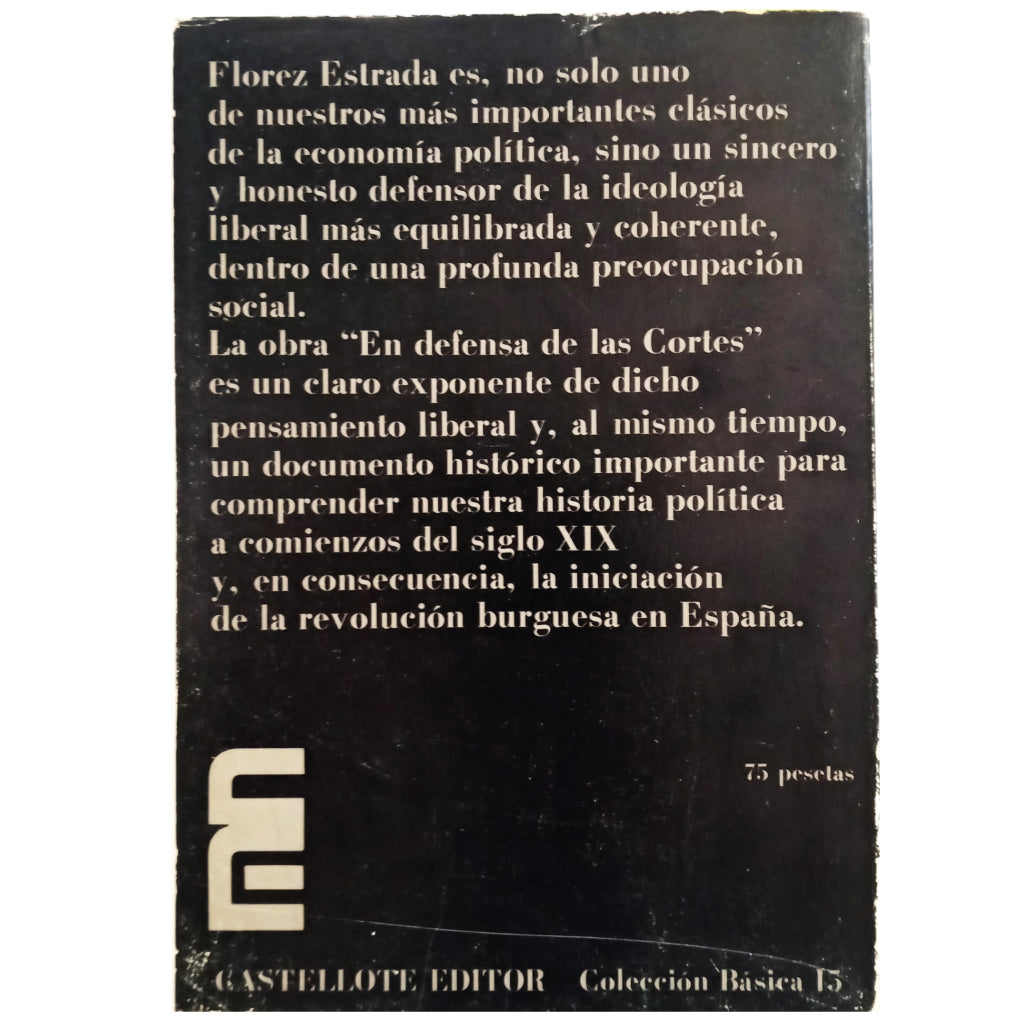 Florez Estrada es, no solo uno
de nuestros más importantes clásicos
de la economía política, sino un sincero
y honesto defensor de la ideología
liberal más equilibrada y coherente,
dentro de una profunda preocupación
social.
La obra “En defensa de las Cortes”
es un claro exponente de dicho
pensamiento liberal y, al mismo tiempo,
un documento histórico importante para
comprender nuestra historia política
a comienzos del siglo XIX
y, en consecuencia, la iniciación
de la revolución burguesa en España.
75 pesetas
CASTELLOTE EDITOR Colección Básica 15